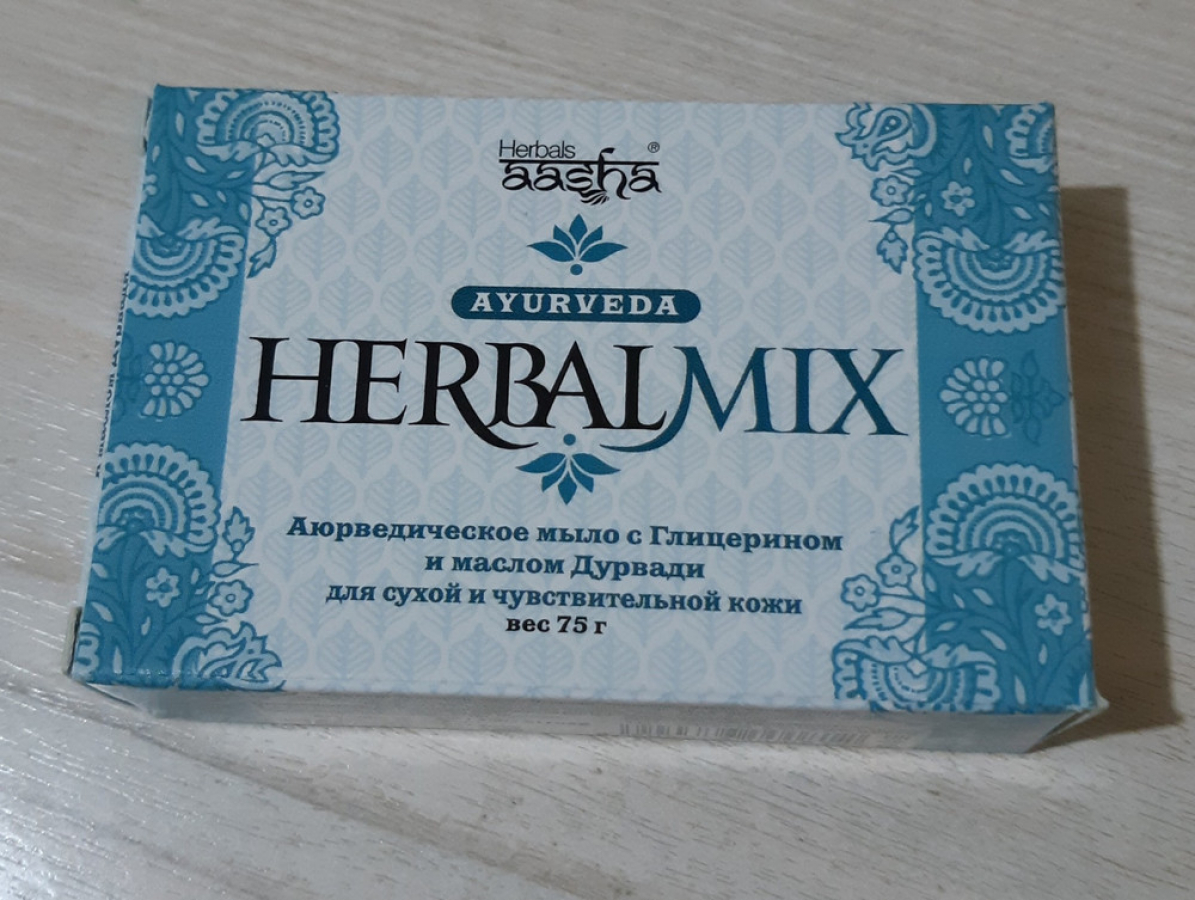 Herbals
aasha ®
AYURVEDA
HERBALMIX
Аюрведическое мыло с Глицерином
и маслом Дурвади
для сухой и чувствительной кожи
вес 75 г